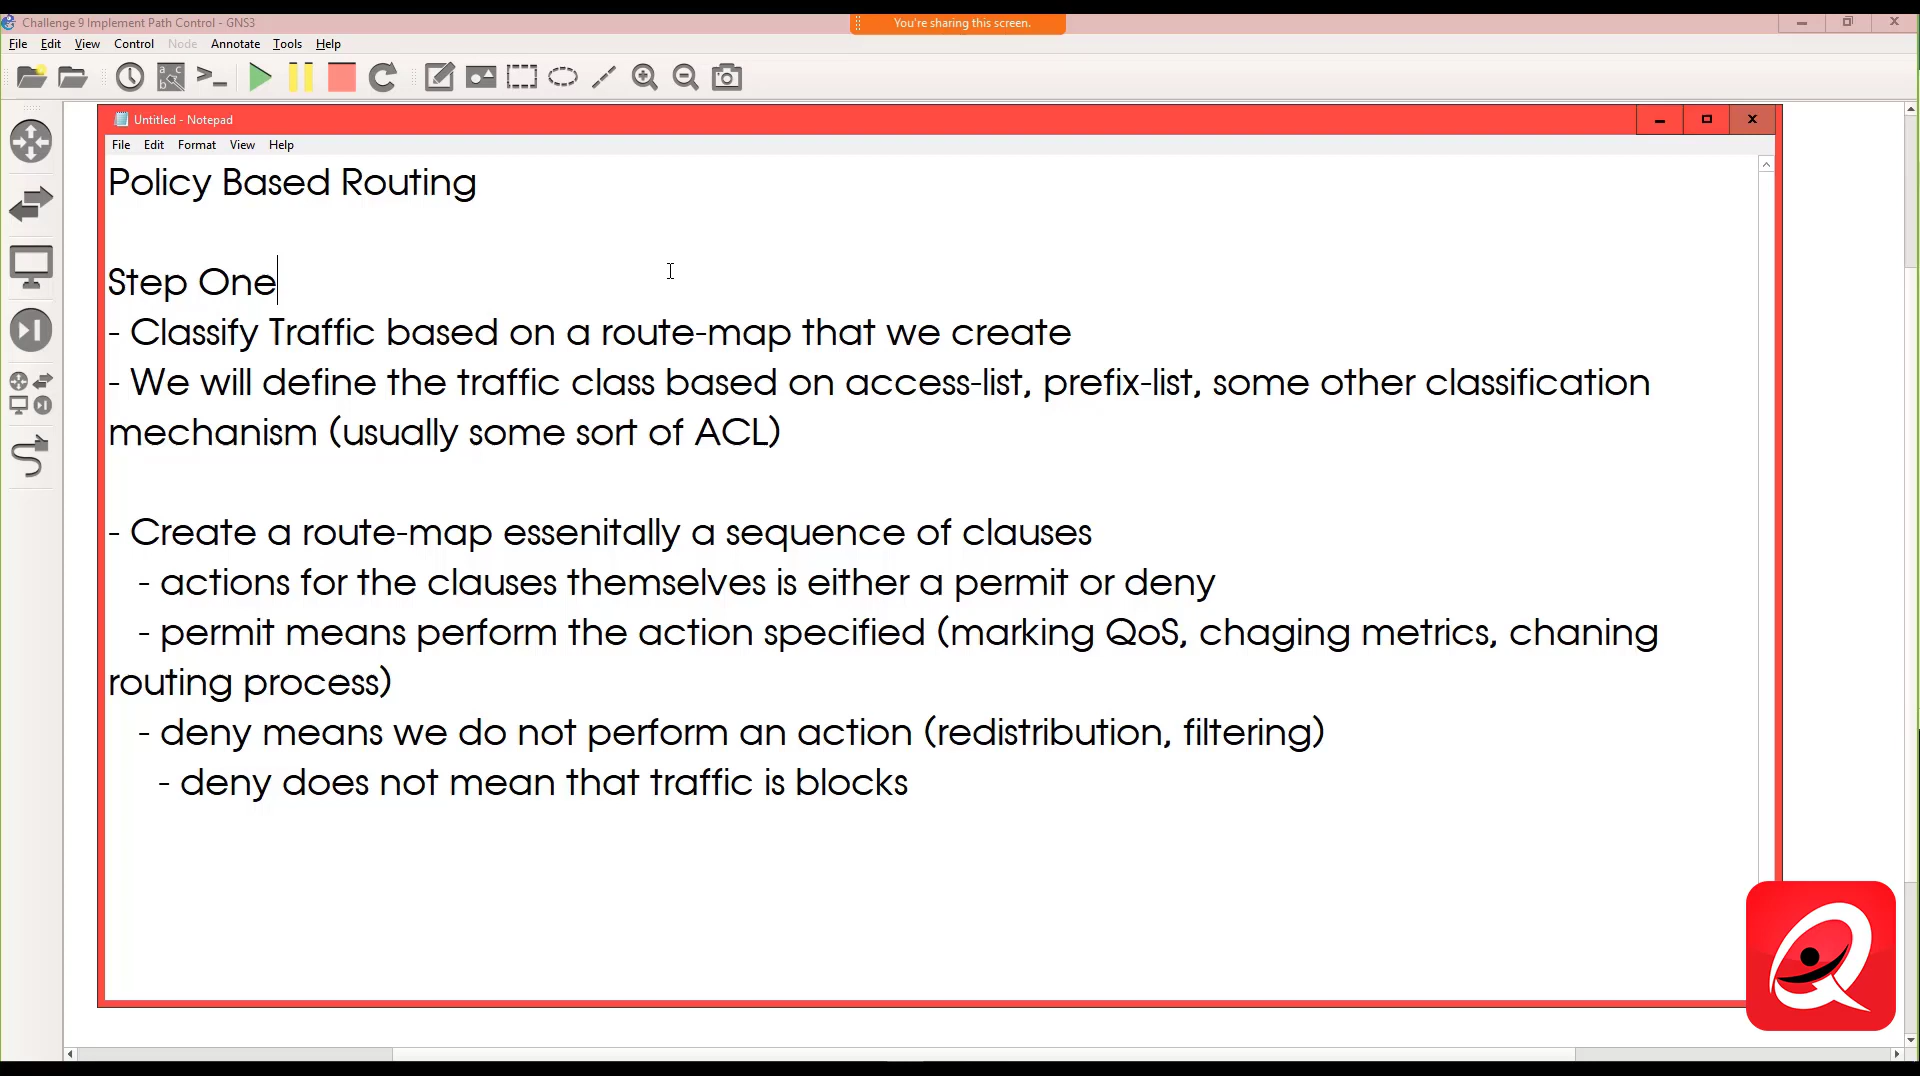 Challenge 9 Implement Path Control - GNS3
You're sharing this screen.
File Edit View Control Node Annotate Tools Help
Untitled - Notepad
File Edit Format View Help
Policy Based Routing
Step One
- Classify Traffic based on a route-map that we create
- We will define the traffic class based on access-list, prefix-list, some other classification
mechanism (usually some sort of ACL)
- Create a route-map essenitally a sequence of clauses
- actions for the clauses themselves is either a permit or deny
- permit means perform the action specified (marking QoS, chaging metrics, chaning
routing process)
- deny means we do not perform an action (redistribution, filtering)
- deny does not mean that traffic is blocks